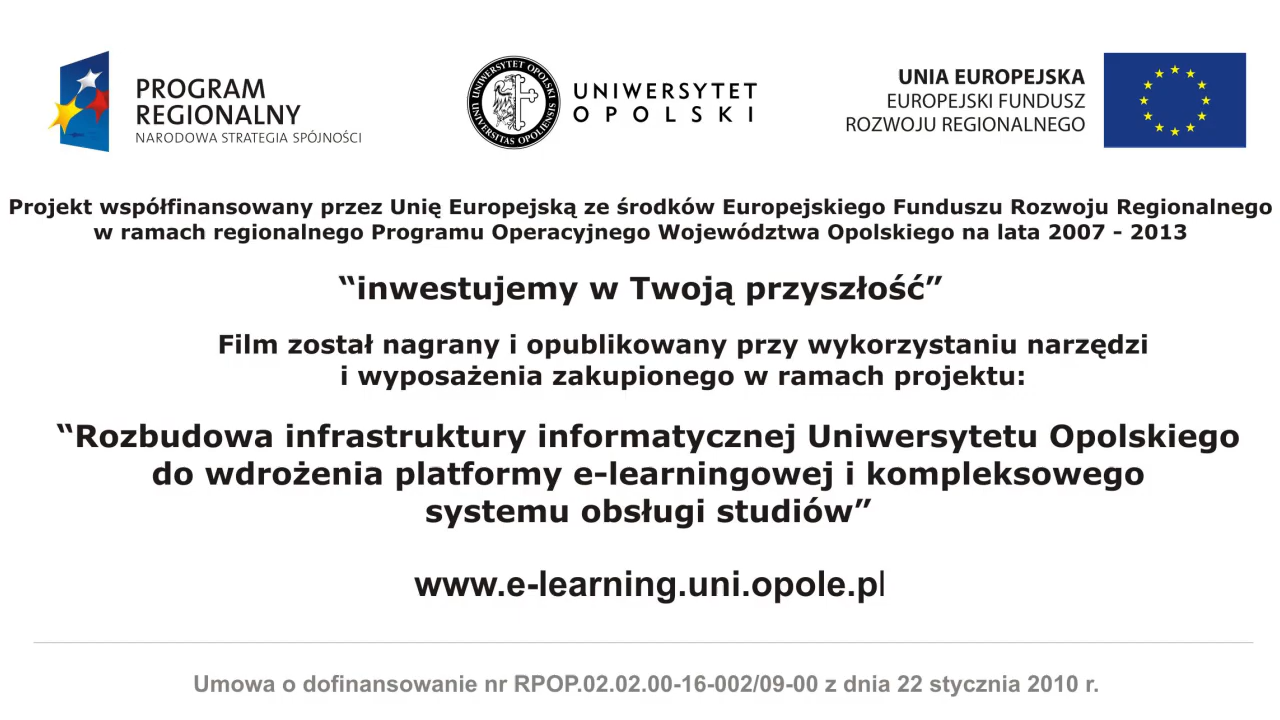 PROGRAM
REGIONALNY
NARODOWA STRATEGIA SPÓJNOŚCI
UNIWERSYTET OPOLSKI
UNIVERSITAS OPOLIENSIS
UNIWERSYTET
OPOLSKI
UNIA EUROPEJSKA
EUROPEJSKI FUNDUSZ
ROZWOJU REGIONALNEGO
Projekt współfinansowany przez Unię Europejską ze środków Europejskiego Funduszu Rozwoju Regionalnego
w ramach regionalnego Programu Operacyjnego Województwa Opolskiego na lata 2007 - 2013
“inwestujemy w Twoją przyszłość”
Film został nagrany i opublikowany przy wykorzystaniu narzędzi
i wyposażenia zakupionego w ramach projektu:
“Rozbudowa infrastruktury informatycznej Uniwersytetu Opolskiego
do wdrożenia platformy e-learningowej i kompleksowego
systemu obsługi studiów”
www.e-learning.uni.opole.pl
Umowa o dofinansowanie nr RPOP.02.02.00-16-002/09-00 z dnia 22 stycznia 2010 r.